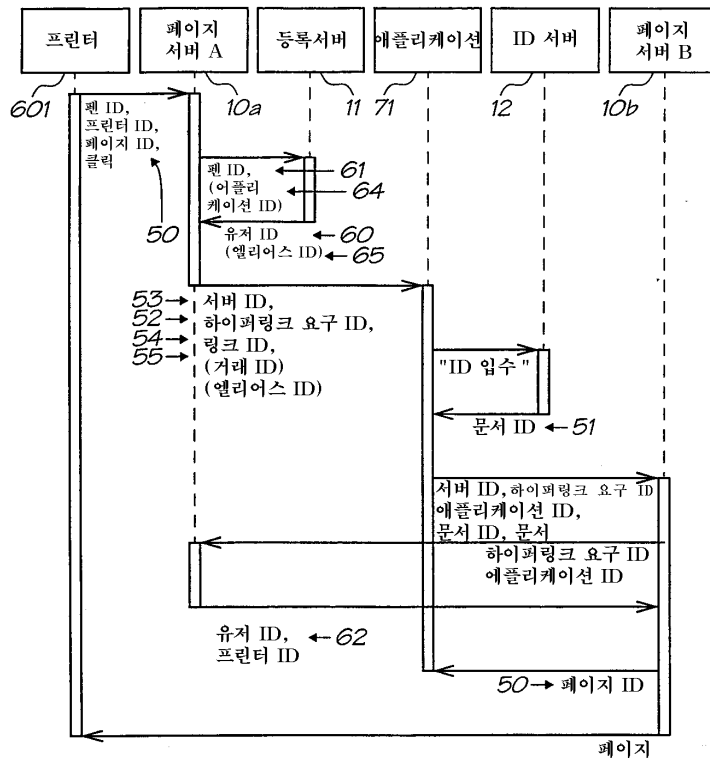 프린터
페이지
서버 A
등록서버
애플리케이션
ID 서버
페이지
서버 B
601
10a
11
71
12
10b
펜 ID,
프린터 ID,
페이지 ID,
클릭
50
펜 ID,
(어플리
케이션 ID)
61
64
유저 ID
(엘리어스 ID)
60
65
53
52
54
55
서버 ID,
하이퍼링크 요구 ID,
링크 ID,
(거래 ID)
(엘리어스 ID)
"ID 입수"
문서 ID
51
서버 ID, 하이퍼링크 요구 ID
애플리케이션 ID,
문서 ID, 문서
하이퍼링크 요구 ID
에플리케이션 ID
유저 ID,
프린터 ID
62
50
페이지 ID
페이지